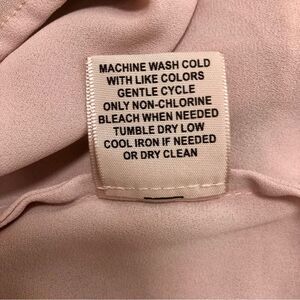 MACHINE WASH COLD
WITH LIKE COLORS
GENTLE CYCLE
ONLY NON-CHLORINE
BLEACH WHEN NEEDED
TUMBLE DRY LOW
COOL IRON IF NEEDED
OR DRY CLEAN